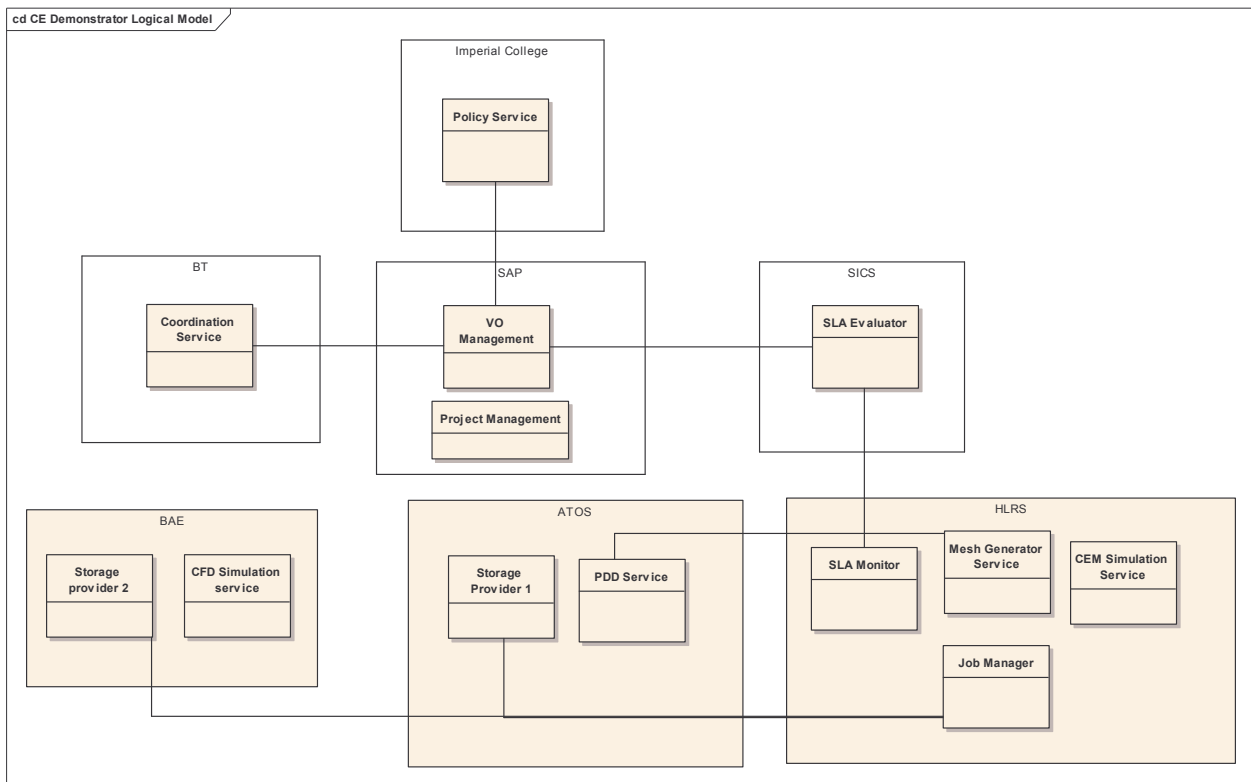 cd CE Demonstrator Logical Model
Imperial College
Policy Service
BT
Coordination
Service
SAP
VO
Management
Project Management
SICS
SLA Evaluator
BAE
Storage
provider 2
CFD Simulation
service
ATOS
Storage
Provider 1
PDD Service
HLRS
SLA Monitor
Mesh Generator
Service
CEM Simulation
Service
Job Manager